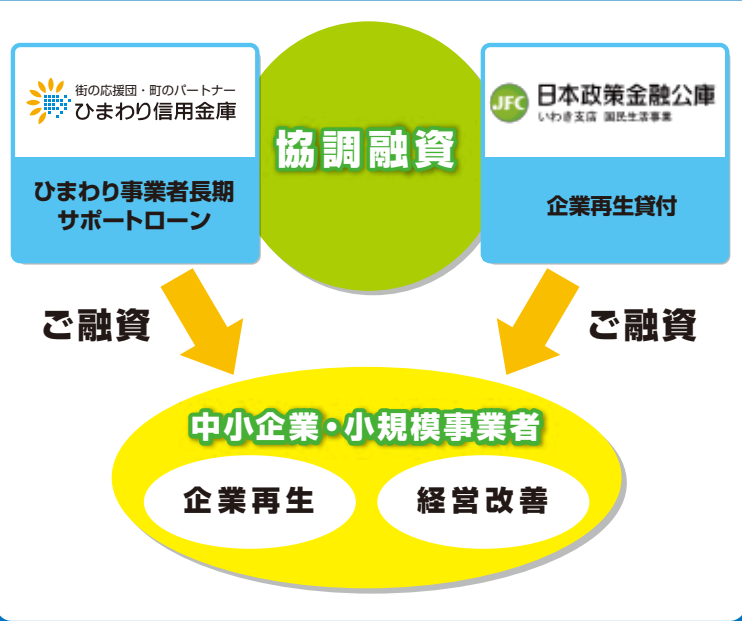 街の応援団・町のパートナー
ひまわり信用金庫
ひまわり事業者長期
サポートローン
協調融資
JFC 日本政策金融公庫
いわき支店 国民生活事業
企業再生貸付
ご融資
ご融資
中小企業・小規模事業者
企業再生
経営改善